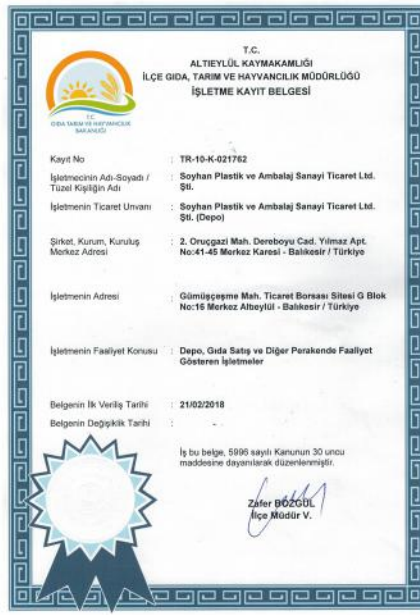 T.C.
ALTIEYLÜL KAYMAKAMLIĞI
İLÇE GIDA, TARIM VE HAYVANCILIK MÜDÜRLÜĞÜ
İŞLETME KAYIT BELGESİ
T.C.
GIDA TARIM VE HAYVANCILIK
BAKANLIĞI
Kayıt No : TR-10-K-021762
İşletmecinin Adı-Soyadı / : Soyhan Plastik ve Ambalaj Sanayi Ticaret Ltd.
Tüzel Kişiliğin Adı Şti.
İşletmenin Ticaret Unvanı : Soyhan Plastik ve Ambalaj Sanayi Ticaret Ltd.
Şti. (Depo)
Şirket, Kurum, Kuruluş : 2. Oruçgazi Mah. Dereboyu Cad. Yılmaz Apt.
Merkez Adresi No:41-45 Merkez Karesi - Balıkesir / Türkiye
İşletmenin Adresi : Gümüşçeşme Mah. Ticaret Borsası Sitesi G Blok
No:16 Merkez Altıeylül - Balıkesir / Türkiye
İşletmenin Faaliyet Konusu : Depo, Gıda Satış ve Diğer Perakende Faaliyet
Gösteren İşletmeler
Belgenin İlk Veriliş Tarihi : 21/02/2018
Belgenin Değişiklik Tarihi : -
İş bu belge, 5996 sayılı Kanunun 30 uncu
maddesine dayanılarak düzenlenmiştir.
Zafer BOZGÜL
İlçe Müdür V.